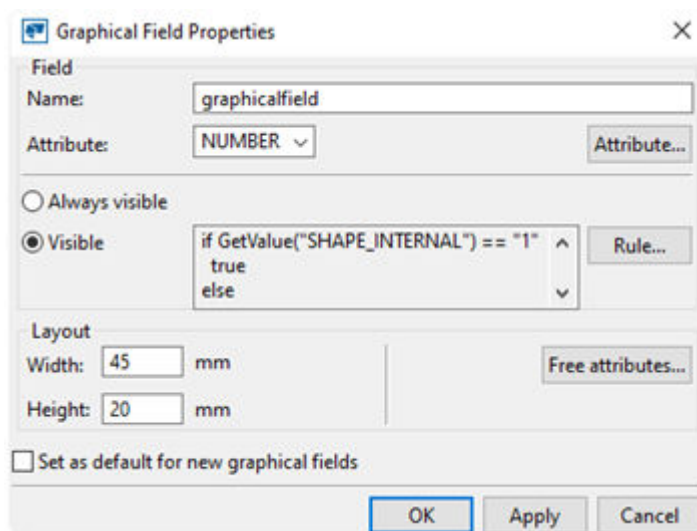 Graphical Field Properties
Field
Name: graphicalfield
Attribute: NUMBER Attribute...
Always visible
Visible if GetValue("SHAPE_INTERNAL") == "1" Rule...
true
else
Layout
Width: 45 mm Free attributes...
Height: 20 mm
Set as default for new graphical fields
OK Apply Cancel